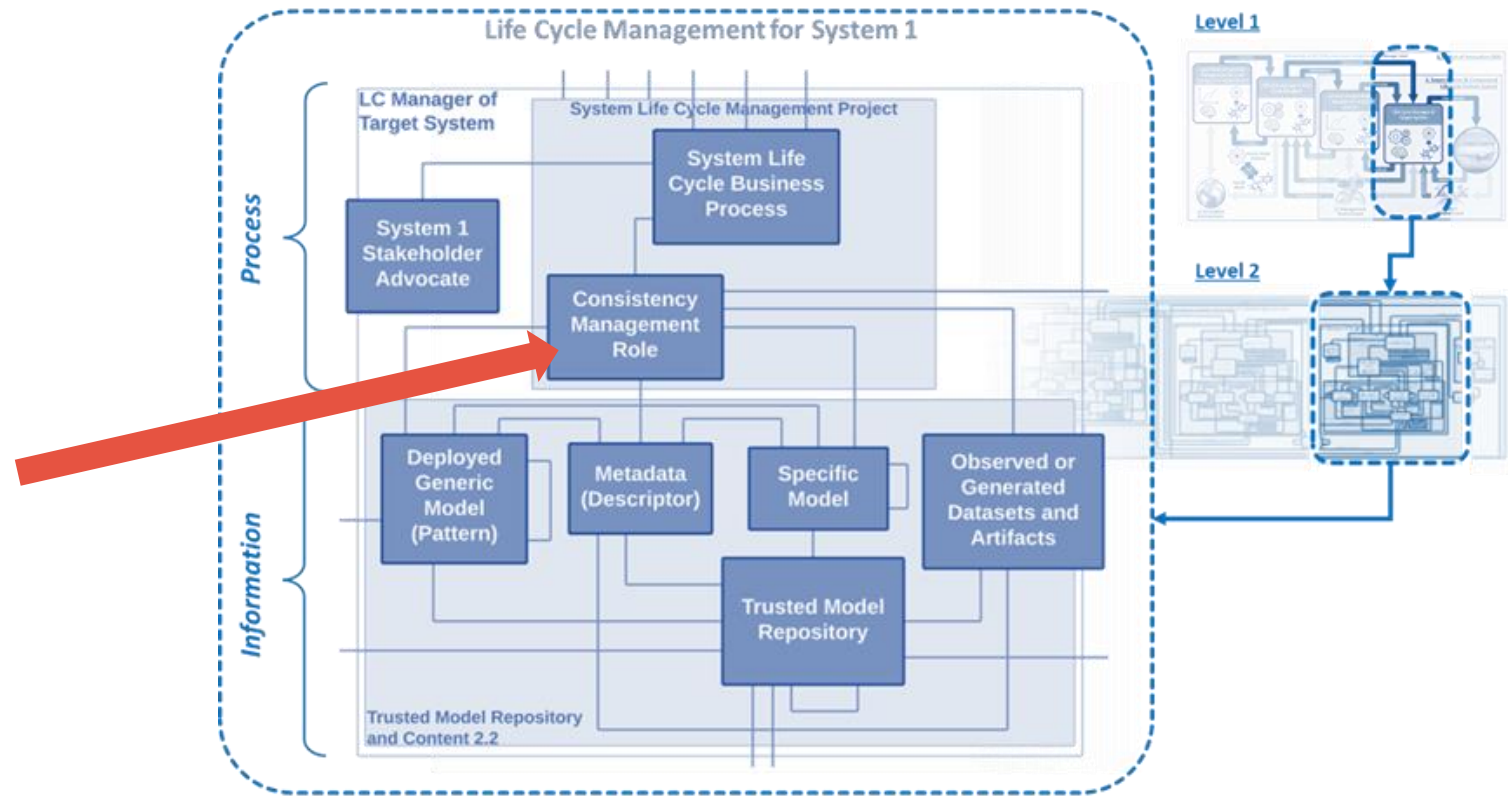 Life Cycle Management for System 1
Level 1
LC Manager of
Target System
System Life Cycle Management Project
System Life
Cycle Business
Process
Process
System 1
Stakeholder
Advocate
Level 2
Consistency
Management
Role
Deployed
Generic
Model
(Pattern)
Metadata
(Descriptor)
Specific
Model
Observed or
Generated
Datasets and
Artifacts
Information
Trusted Model
Repository
Trusted Model Repository
and Content 2.2